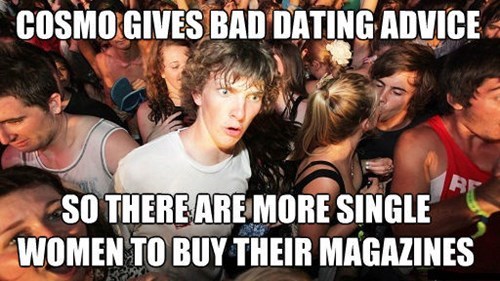 COSMO GIVES BAD DATING ADVICE
SO THERE ARE MORE SINGLE
WOMEN TO BUY THEIR MAGAZINES